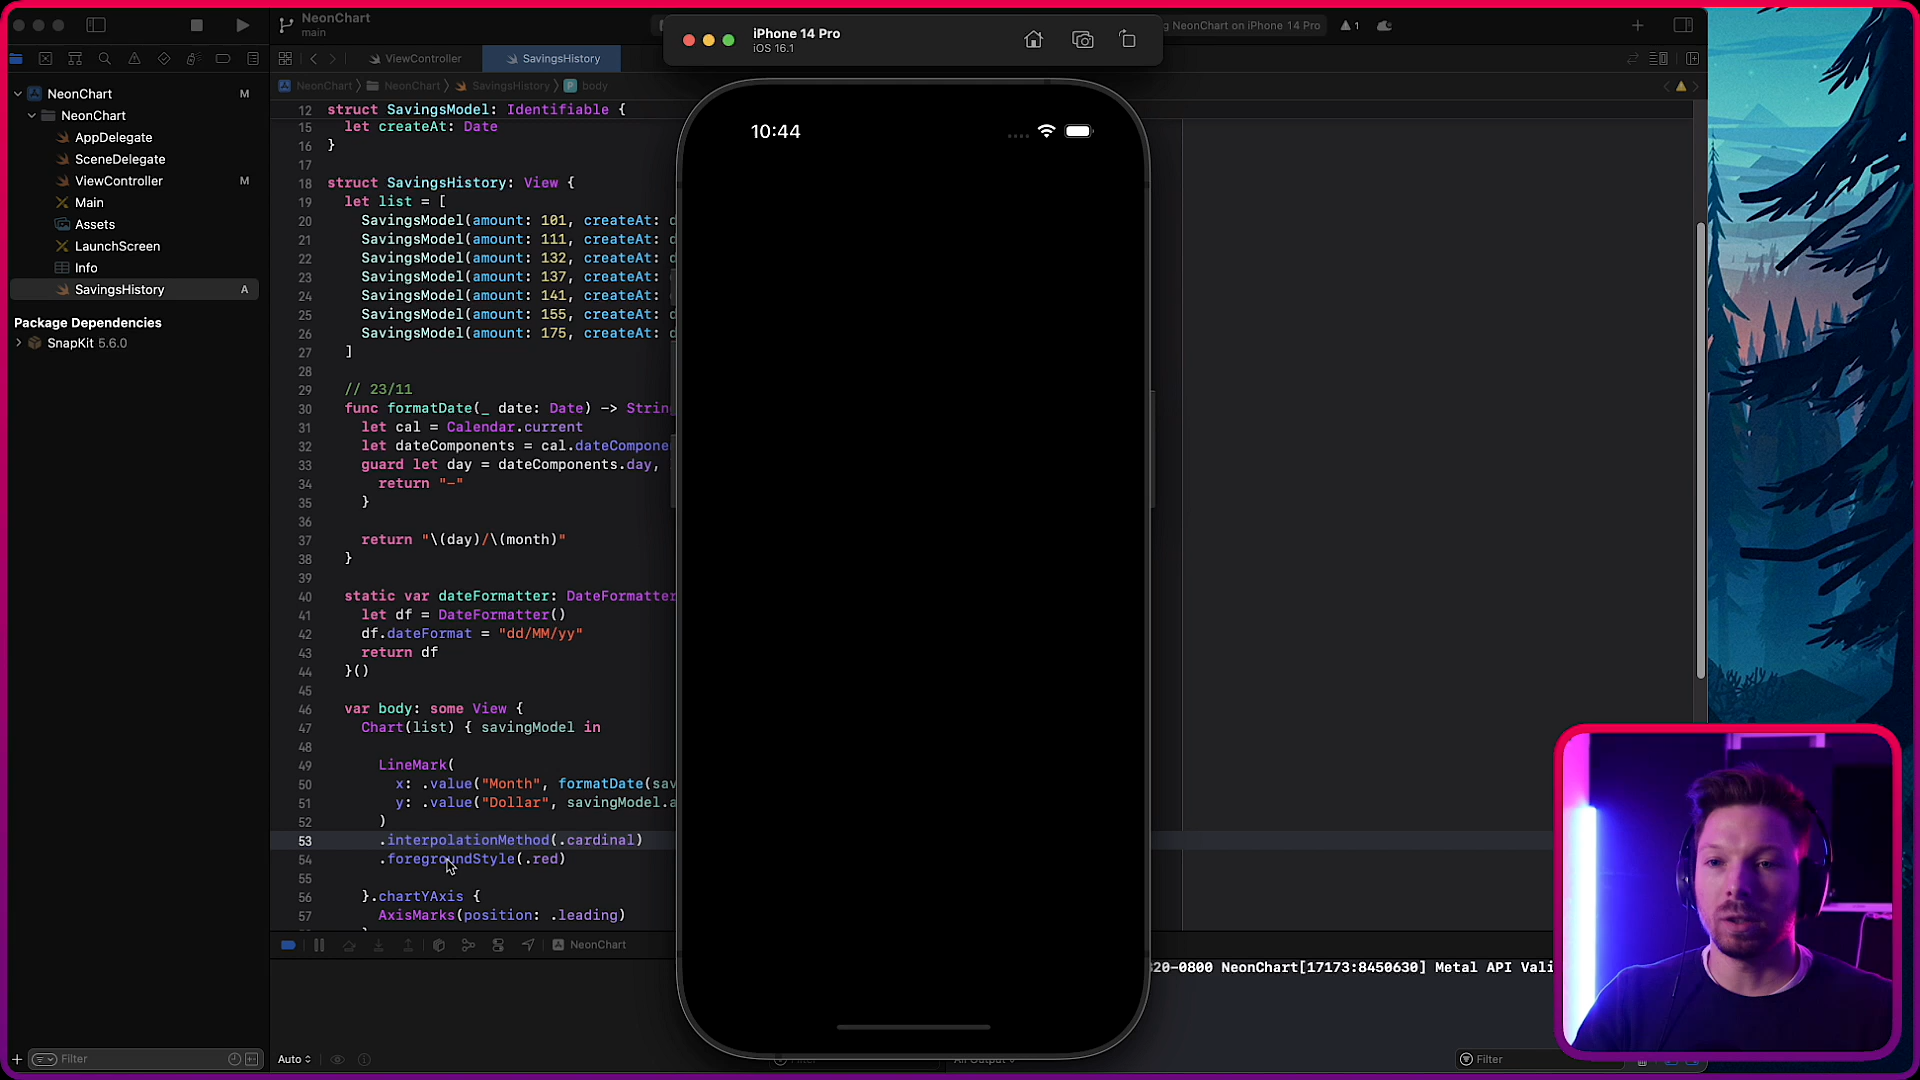 NeonChart
main
iPhone 14 Pro
iOS 16.1
NeonChart on iPhone 14 Pro
1
ViewController
SavingsHistory
NeonChart
NeonChart
SavingsHistory
body
NeonChart M
NeonChart
AppDelegate
SceneDelegate
ViewController M
Main
Assets
LaunchScreen
Info
SavingsHistory A
Package Dependencies
SnapKit 5.6.0
12 struct SavingsModel: Identifiable {
15 let createAt: Date
16 }
17
18 struct SavingsHistory: View {
19 let list = [
20 SavingsModel(amount: 101, createAt:
21 SavingsModel(amount: 111, createAt:
22 SavingsModel(amount: 132, createAt:
23 SavingsModel(amount: 137, createAt:
24 SavingsModel(amount: 141, createAt:
25 SavingsModel(amount: 155, createAt:
26 SavingsModel(amount: 175, createAt:
27 ]
28
29 // 23/11
30 func formatDate(_ date: Date) -> Strin
31 let cal = Calendar.current
32 let dateComponents = cal.dateCompone
33 guard let day = dateComponents.day,
34 return "-"
35 }
36
37 return "\(day)/\(month)"
38 }
39
40 static var dateFormatter: DateFormatter
41 let df = DateFormatter()
42 df.dateFormat = "dd/MM/yy"
43 return df
44 }()
45
46 var body: some View {
47 Chart(list) { savingModel in
48
49 LineMark(
50 x: .value("Month", formatDate(sav
51 y: .value("Dollar", savingModel.a
52 )
53 .interpolationMethod(.cardinal)
54 .foregroundStyle(.red)
55
56 }.chartYAxis {
57 AxisMarks(position: .leading)
10:44
NeonChart
20-0800 NeonChart[17173:8450630] Metal API Vali
Filter
Auto
Filter